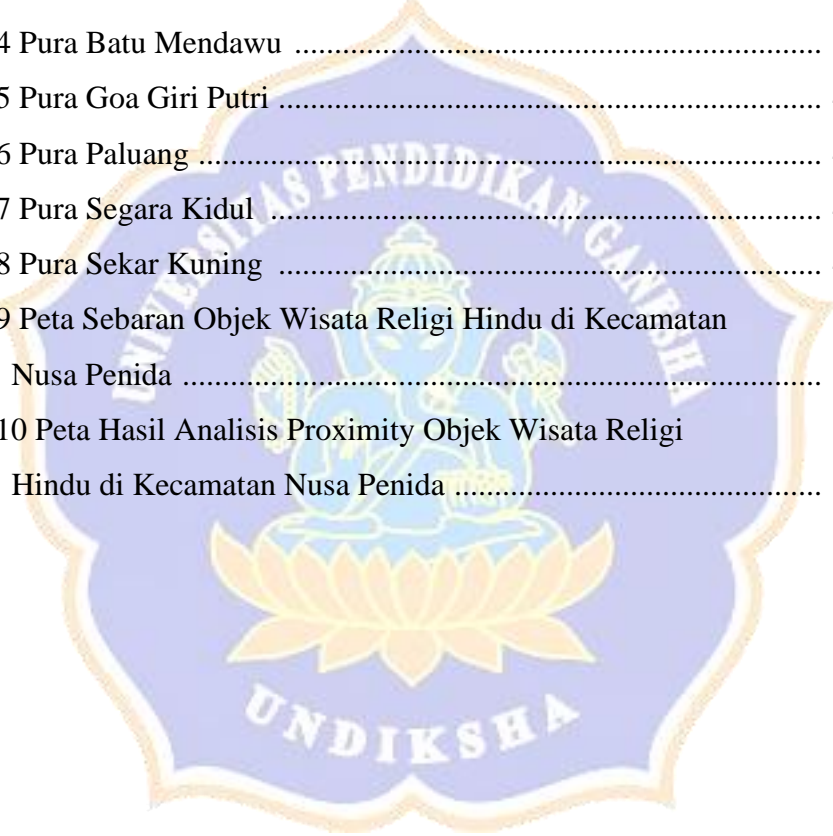 4 Pura Batu Mendawu ....................................................................
5 Pura Goa Giri Putri ......................................................................
6 Pura Paluang ................................................................................
7 Pura Segara Kidul .......................................................................
8 Pura Sekar Kuning ......................................................................
9 Peta Sebaran Objek Wisata Religi Hindu di Kecamatan
Nusa Penida ..................................................................................
10 Peta Hasil Analisis Proximity Objek Wisata Religi
Hindu di Kecamatan Nusa Penida ...............................................
UNIVERSITAS PENDIDIKAN GANESHA
UNDIKSHA